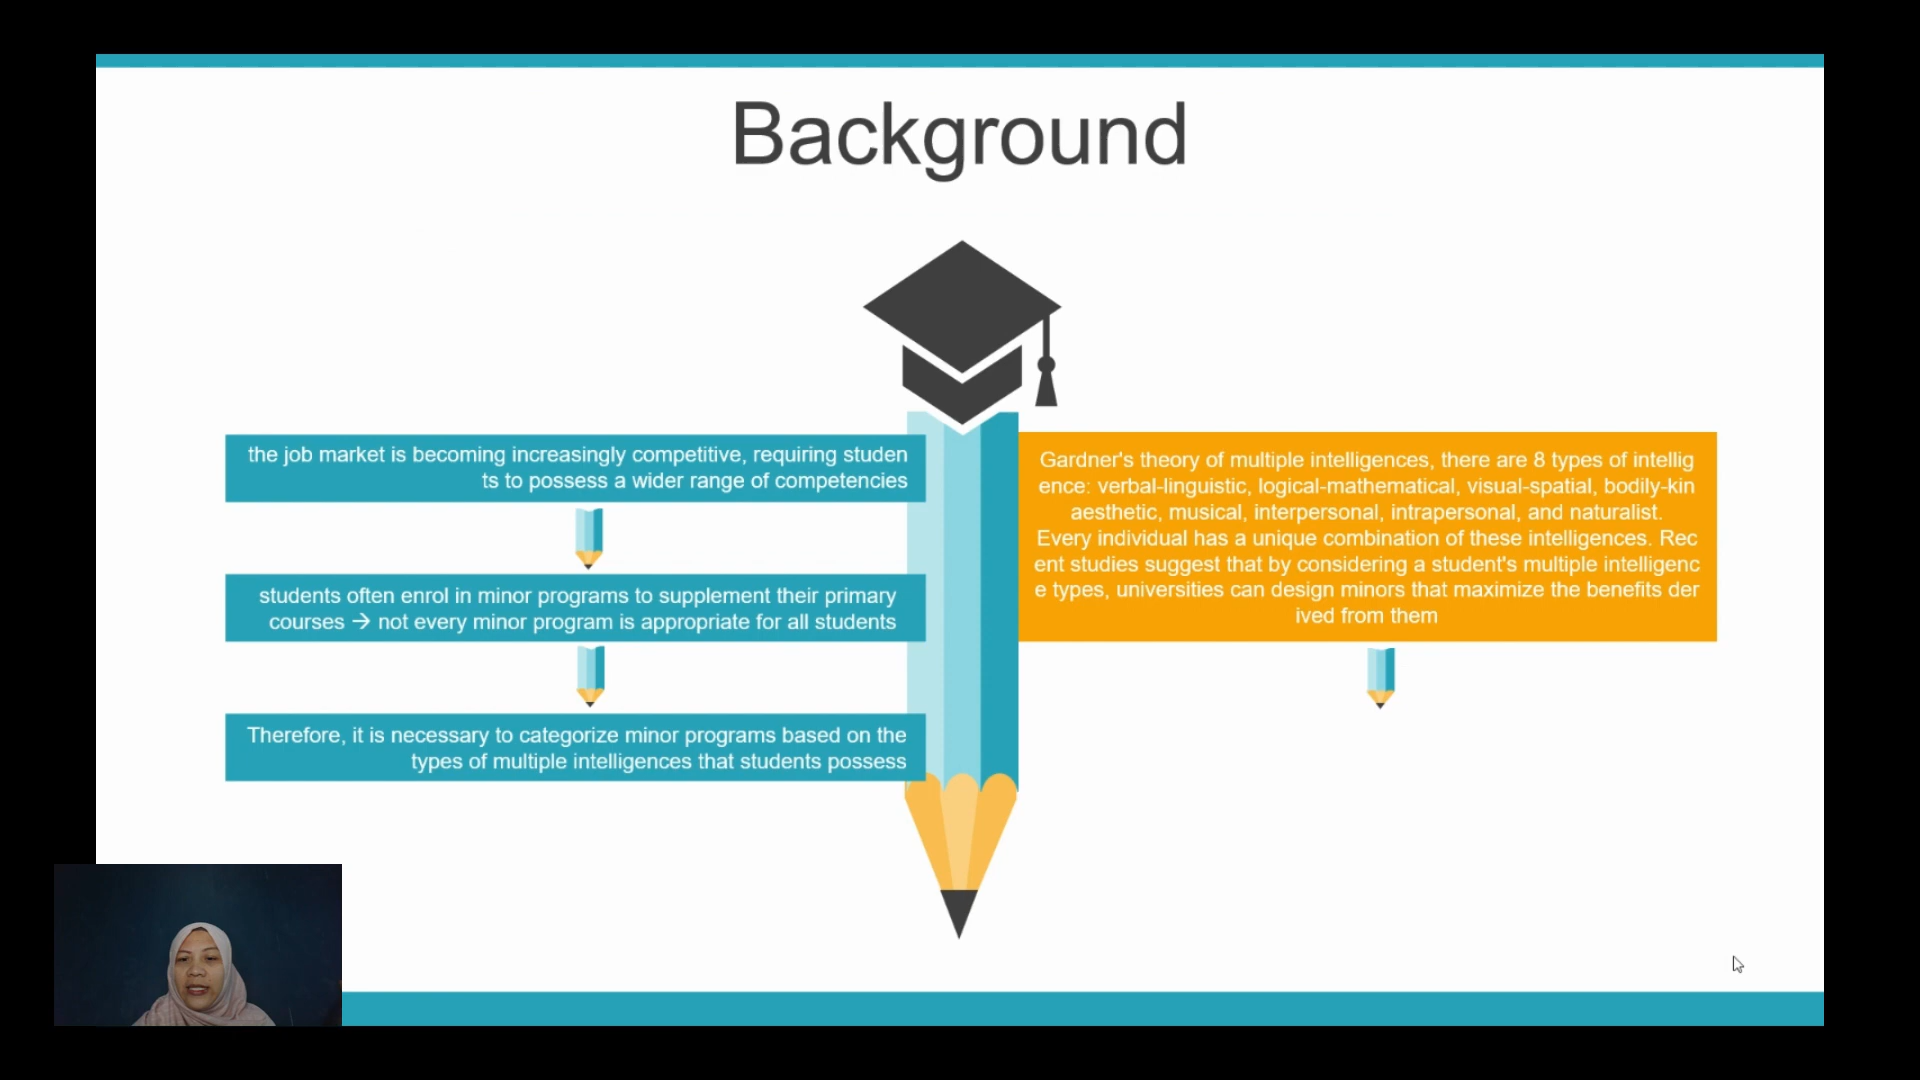 Background
the job market is becoming increasingly competitive, requiring studen
ts to possess a wider range of competencies
students often enrol in minor programs to supplement their primary
courses → not every minor program is appropriate for all students
Therefore, it is necessary to categorize minor programs based on the
types of multiple intelligences that students possess
Gardner's theory of multiple intelligences, there are 8 types of intellig
ence: verbal-linguistic, logical-mathematical, visual-spatial, bodily-kin
aesthetic, musical, interpersonal, intrapersonal, and naturalist.
Every individual has a unique combination of these intelligences. Rec
ent studies suggest that by considering a student's multiple intelligenc
e types, universities can design minors that maximize the benefits der
ived from them